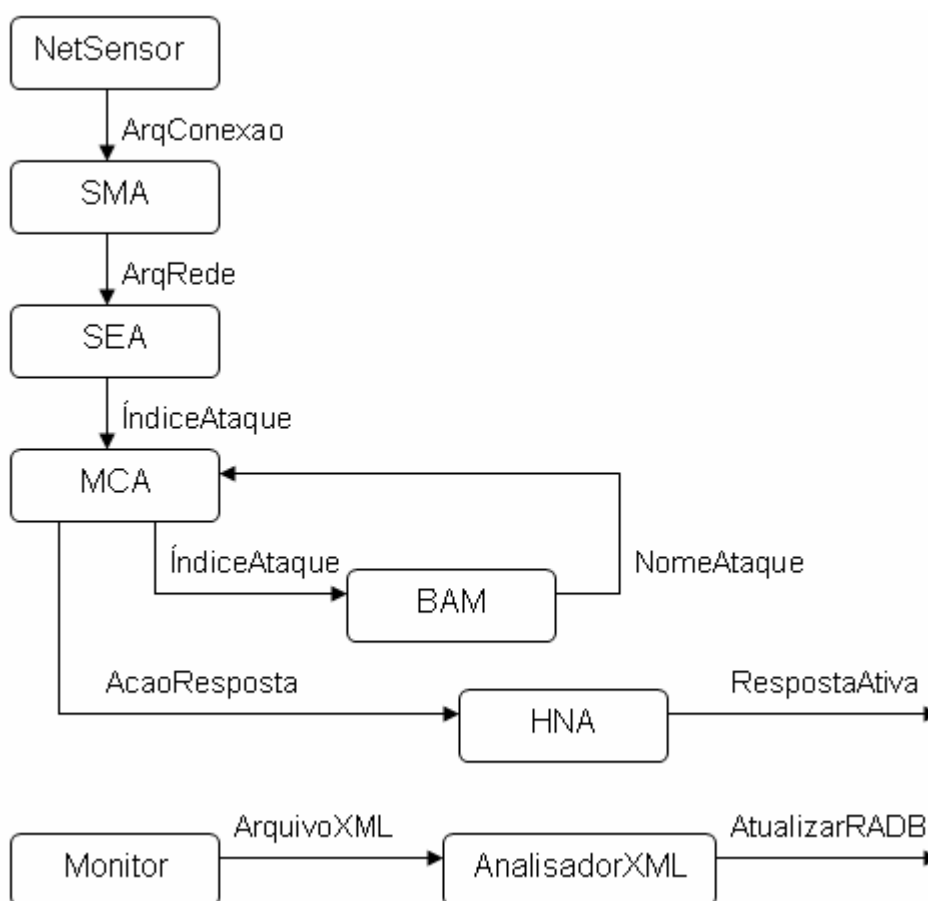 NetSensor
ArqConexao
SMA
ArqRede
SEA
ÍndiceAtaque
MCA
ÍndiceAtaque
BAM
NomeAtaque
AcaoResposta
HNA
RespostaAtiva
Monitor
ArquivoXML
AnalisadorXML
AtualizarRADB